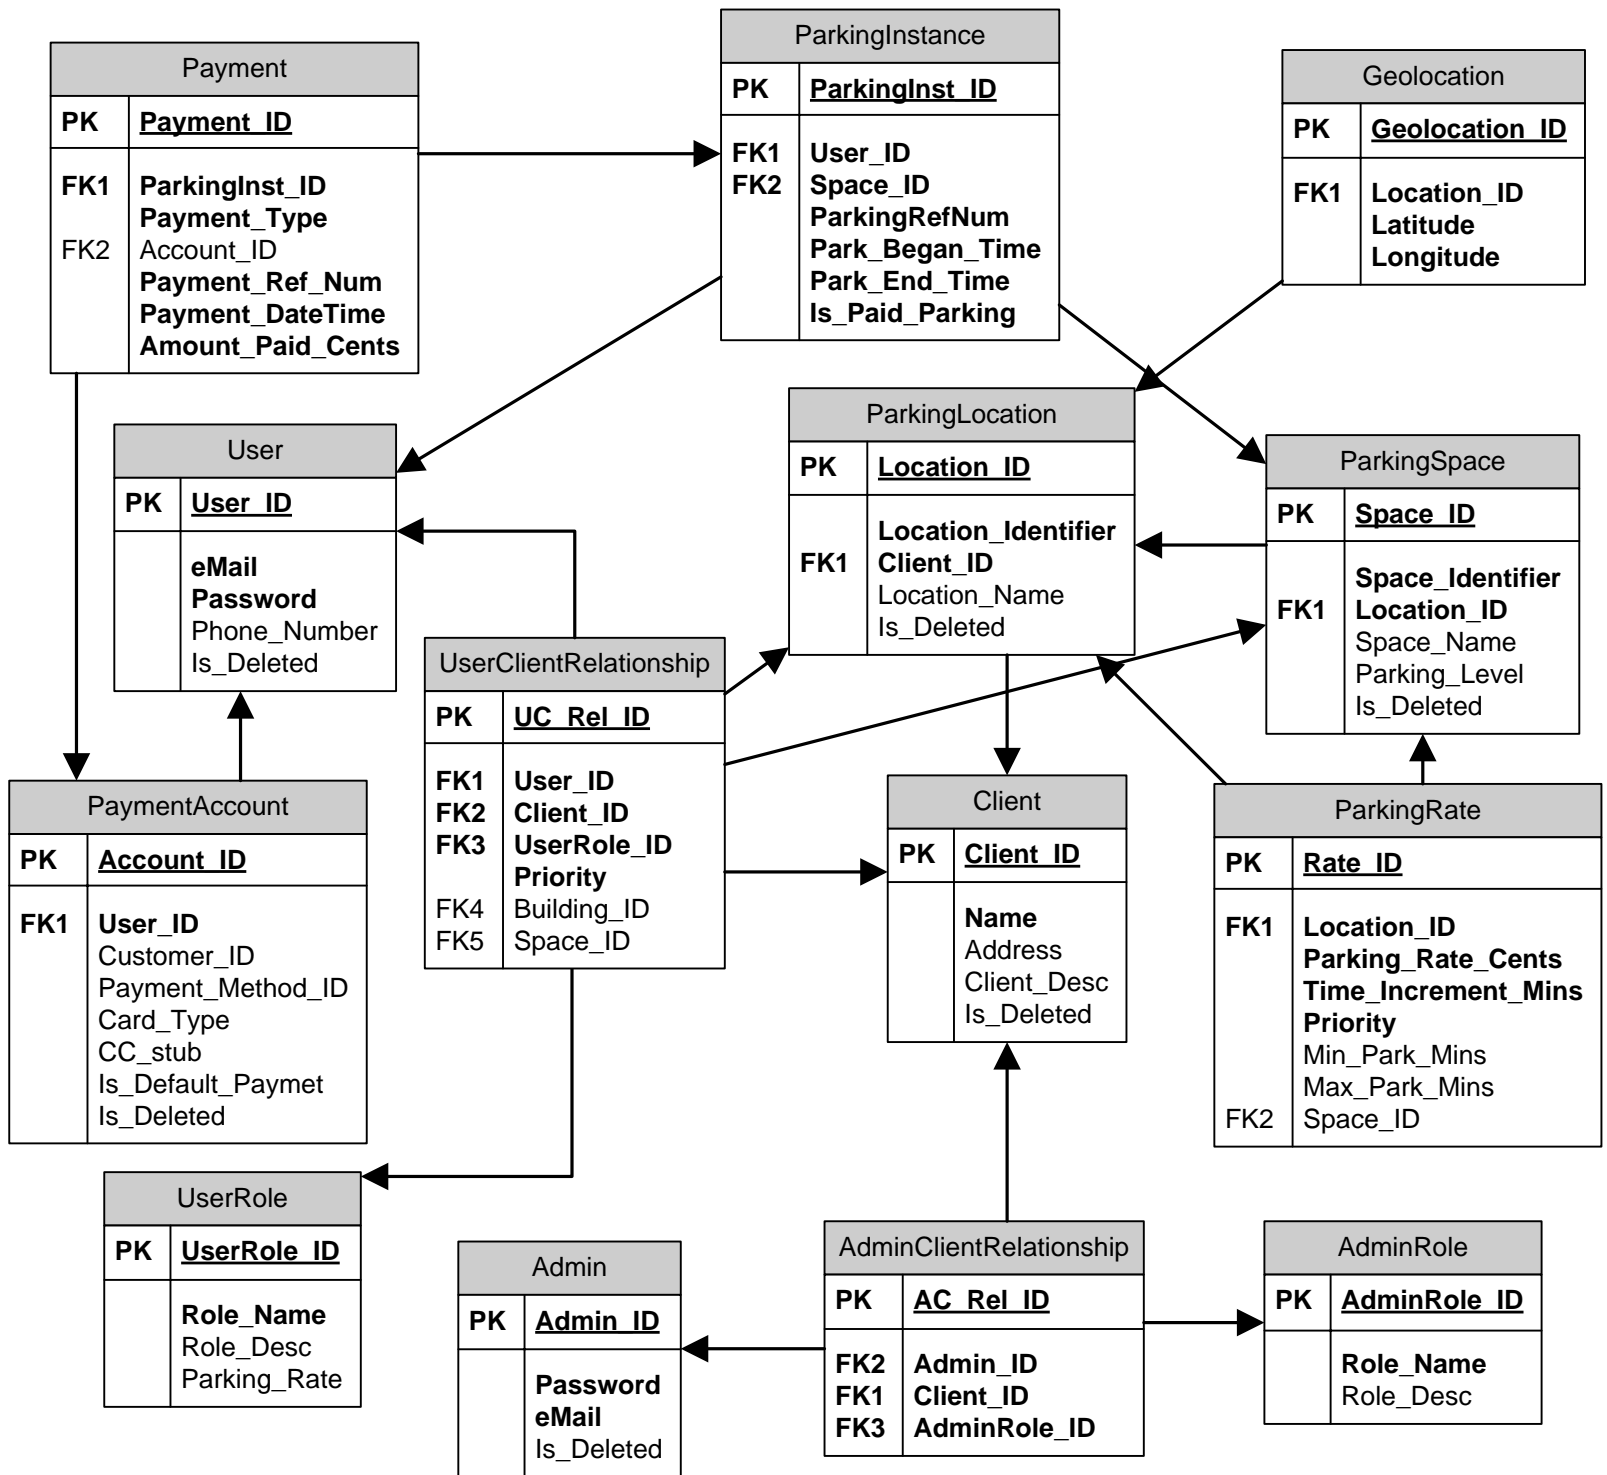 Payment
PK Payment_ID
FK1 ParkingInst_ID
Payment_Type
FK2 Account_ID
Payment_Ref_Num
Payment_DateTime
Amount_Paid_Cents
ParkingInstance
PK ParkingInst_ID
FK1 User_ID
FK2 Space_ID
ParkingRefNum
Park_Began_Time
Park_End_Time
Is_Paid_Parking
Geolocation
PK Geolocation_ID
FK1 Location_ID
Latitude
Longitude
User
PK User_ID
eMail
Password
Phone_Number
Is_Deleted
ParkingLocation
PK Location_ID
Location_Identifier
FK1 Client_ID
Location_Name
Is_Deleted
ParkingSpace
PK Space_ID
Space_Identifier
FK1 Location_ID
Space_Name
Parking_Level
Is_Deleted
UserClientRelationship
PK UC_Rel_ID
FK1 User_ID
FK2 Client_ID
FK3 UserRole_ID
Priority
FK4 Building_ID
FK5 Space_ID
PaymentAccount
PK Account_ID
FK1 User_ID
Customer_ID
Payment_Method_ID
Card_Type
CC_stub
Is_Default_Paymet
Is_Deleted
Client
PK Client_ID
Name
Address
Client_Desc
Is_Deleted
ParkingRate
PK Rate_ID
FK1 Location_ID
Parking_Rate_Cents
Time_Increment_Mins
Priority
Min_Park_Mins
Max_Park_Mins
FK2 Space_ID
UserRole
PK UserRole_ID
Role_Name
Role_Desc
Parking_Rate
Admin
PK Admin_ID
Password
eMail
Is_Deleted
AdminClientRelationship
PK AC_Rel_ID
FK2 Admin_ID
FK1 Client_ID
FK3 AdminRole_ID
AdminRole
PK AdminRole_ID
Role_Name
Role_Desc